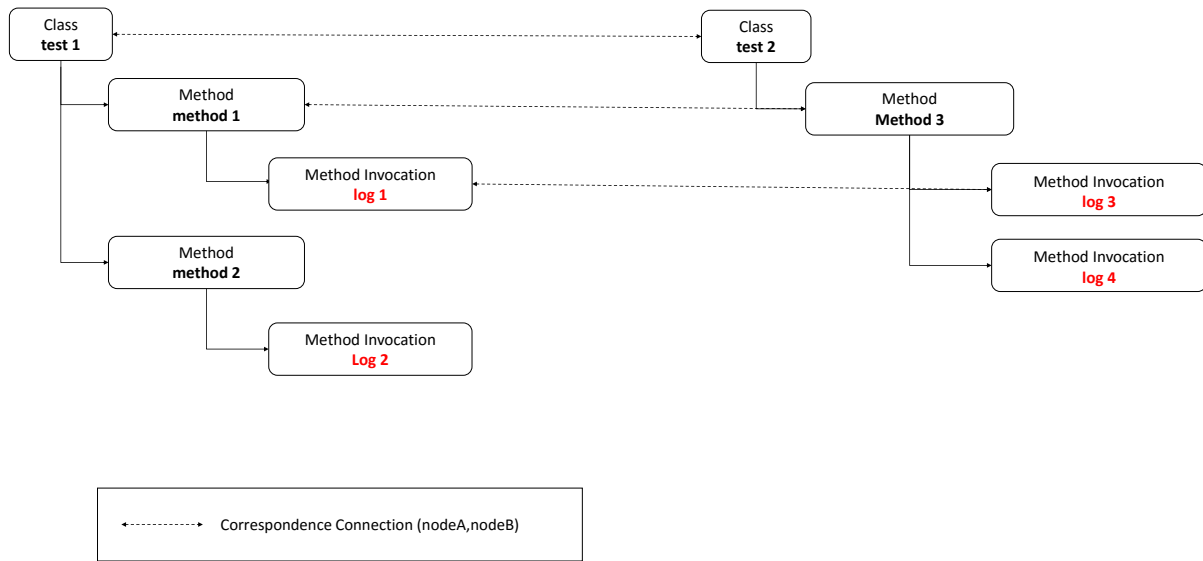 Class
test 1
Class
test 2
Method
method 1
Method
Method 3
Method Invocation
log 1
Method Invocation
log 3
Method
method 2
Method Invocation
log 4
Method Invocation
Log 2
Correspondence Connection (nodeA,nodeB)